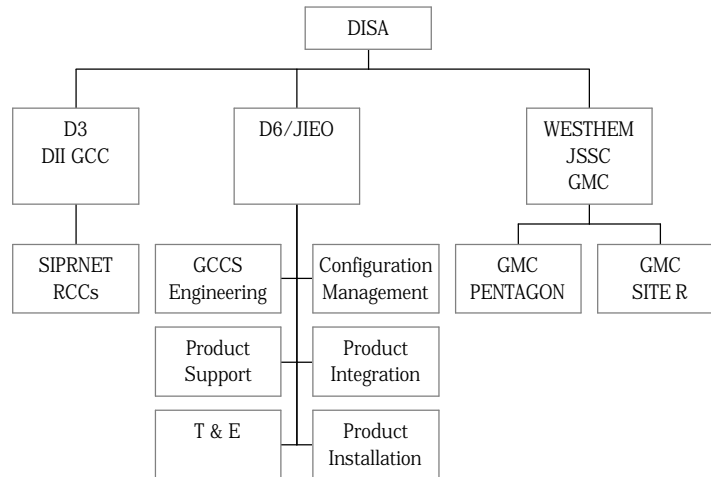 DISA
D3
DII GCC
D6/JIEO
WESTHEM
JSSC
GMC
SIPRNET
RCCs
GCCS
Engineering
Configuration
Management
GMC
PENTAGON
GMC
SITE R
Product
Support
Product
Integration
T & E
Product
Installation